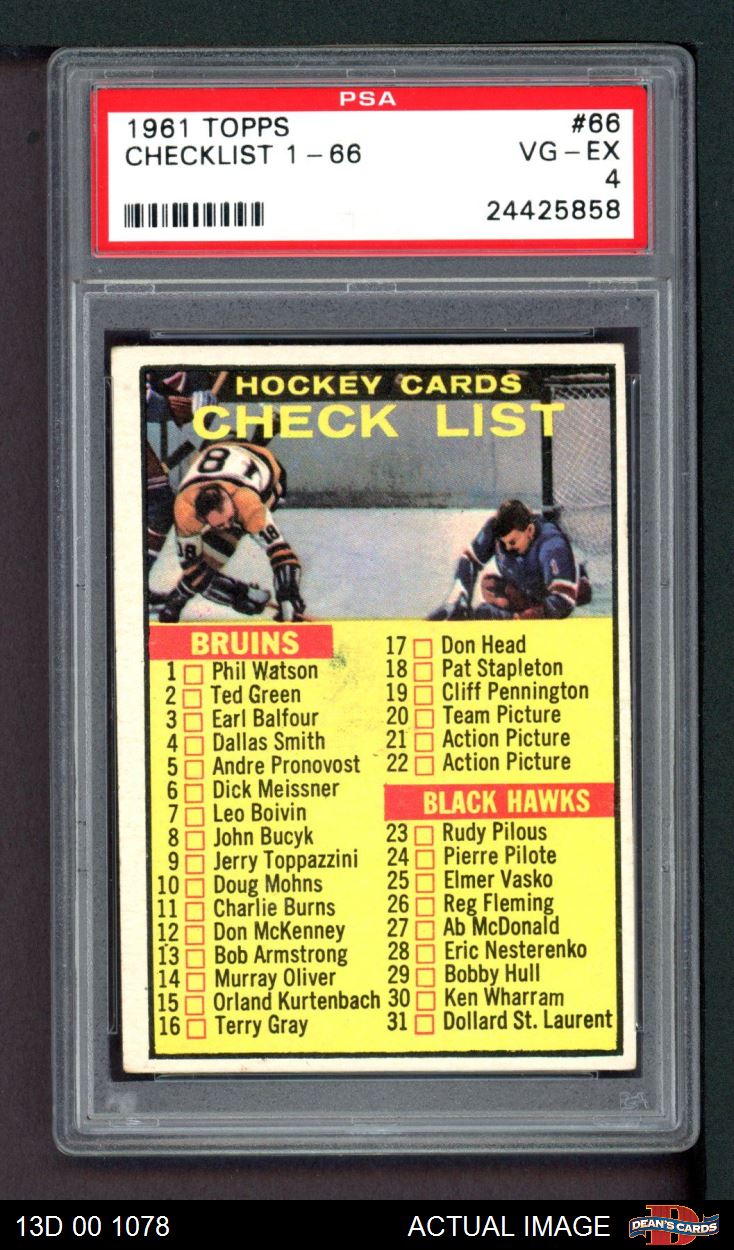 PSA
1961 TOPPS #66
CHECKLIST 1-66 VG-EX
4
24425858
HOCKEY CARDS
CHECK LIST
81
18
18
1
BRUINS
1 Phil Watson
2 Ted Green
3 Earl Balfour
4 Dallas Smith
5 Andre Pronovost
6 Dick Meissner
7 Leo Boivin
8 John Bucyk
9 Jerry Toppazzini
10 Doug Mohns
11 Charlie Burns
12 Don McKenney
13 Bob Armstrong
14 Murray Oliver
15 Orland Kurtenbach
16 Terry Gray
17 Don Head
18 Pat Stapleton
19 Cliff Pennington
20 Team Picture
21 Action Picture
22 Action Picture
BLACK HAWKS
23 Rudy Pilous
24 Pierre Pilote
25 Elmer Vasko
26 Reg Fleming
27 Ab McDonald
28 Eric Nesterenko
29 Bobby Hull
30 Ken Wharram
31 Dollard St. Laurent
13D 00 1078 ACTUAL IMAGE DEAN'S CARDS